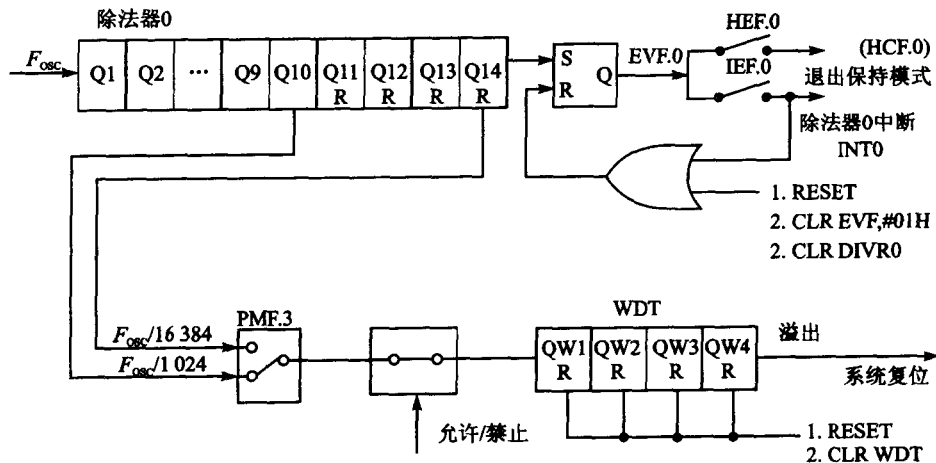 除法器0
Fosc
Q1 Q2 … Q9 Q10 Q11 Q12 Q13 Q14
R R R R
S
R
Q
EVF.0
HEF.0
IEF.0
(HCF.0)
退出保持模式
除法器0中断
INT0
1. RESET
2. CLR EVF,#01H
2. CLR DIVR0
PMF.3
Fosc/16 384
Fosc/1 024
允许/禁止
WDT
QW1 QW2 QW3 QW4
R R R R
溢出
系统复位
1. RESET
2. CLR WDT